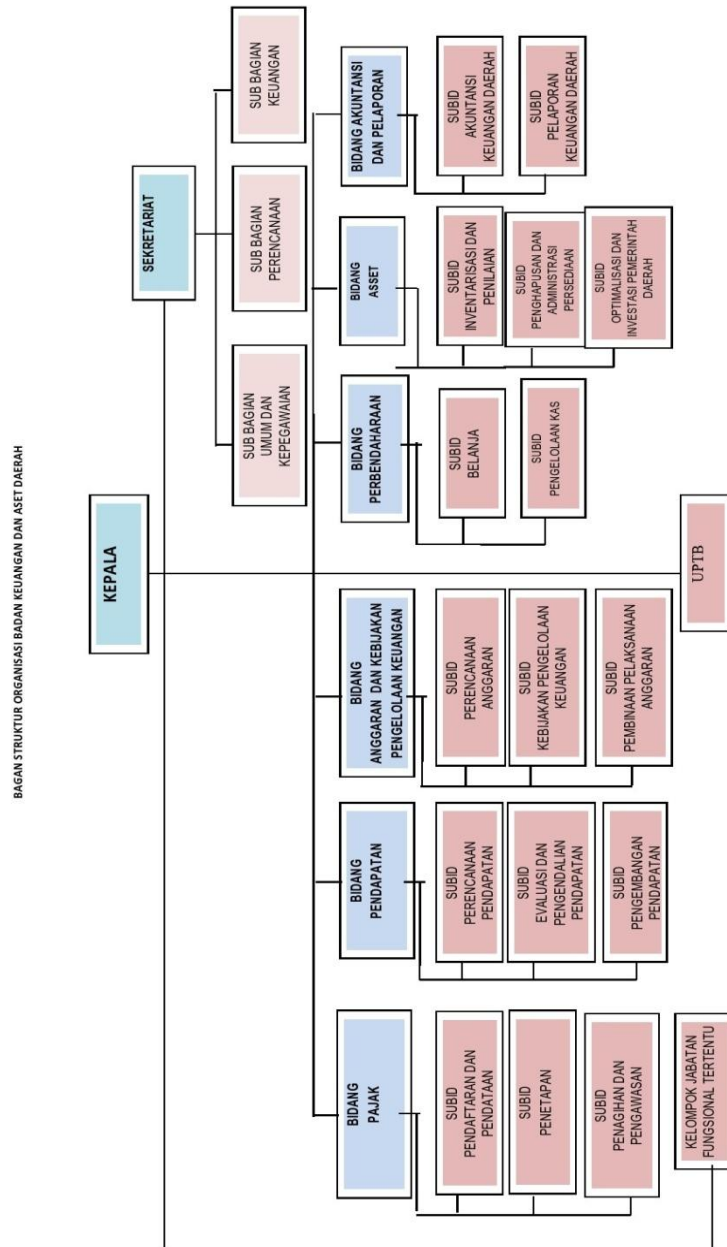 BAGAN STRUKTUR ORGANISASI BADAN KEUANGAN DAN ASET DAERAH
KEPALA
SEKRETARIAT
SUB BAGIAN
UMUM DAN
KEPEGAWAIAN
SUB BAGIAN
PERENCANAAN
SUB BAGIAN
KEUANGAN
BIDANG
PAJAK
BIDANG
PENDAPATAN
BIDANG
ANGGARAN DAN KEBIJAKAN
PENGELOLAAN KEUANGAN
BIDANG
PERBENDAHARAAN
BIDANG
ASSET
BIDANG AKUNTANSI
DAN PELAPORAN
SUBID
PENDAFTARAN DAN
PENDATAAN
SUBID
PENETAPAN
SUBID
PENAGIHAN DAN
PENGAWASAN
SUBID
PERENCANAAN
PENDAPATAN
SUBID
EVALUASI DAN
PENGENDALIAN
PENDAPATAN
SUBID
PENGEMBANGAN
PENDAPATAN
SUBID
PERENCANAAN
ANGGARAN
SUBID
KEBIJAKAN PENGELOLAAN
KEUANGAN
SUBID
PEMBINAAN PELAKSANAAN
ANGGARAN
SUBID
BELANJA
SUBID
PENGELOLAAN KAS
SUBID
INVENTARISASI DAN
PENILAIAN
SUBID
PENGHAPUSAN DAN
ADMINISTRASI
PERSEDIAAN
SUBID
OPTIMALISASI DAN
INVESTASI PEMERINTAH
DAERAH
SUBID
AKUNTANSI
KEUANGAN DAERAH
SUBID
PELAPORAN
KEUANGAN DAERAH
KELOMPOK JABATAN
FUNGSIONAL TERTENTU
UPTB